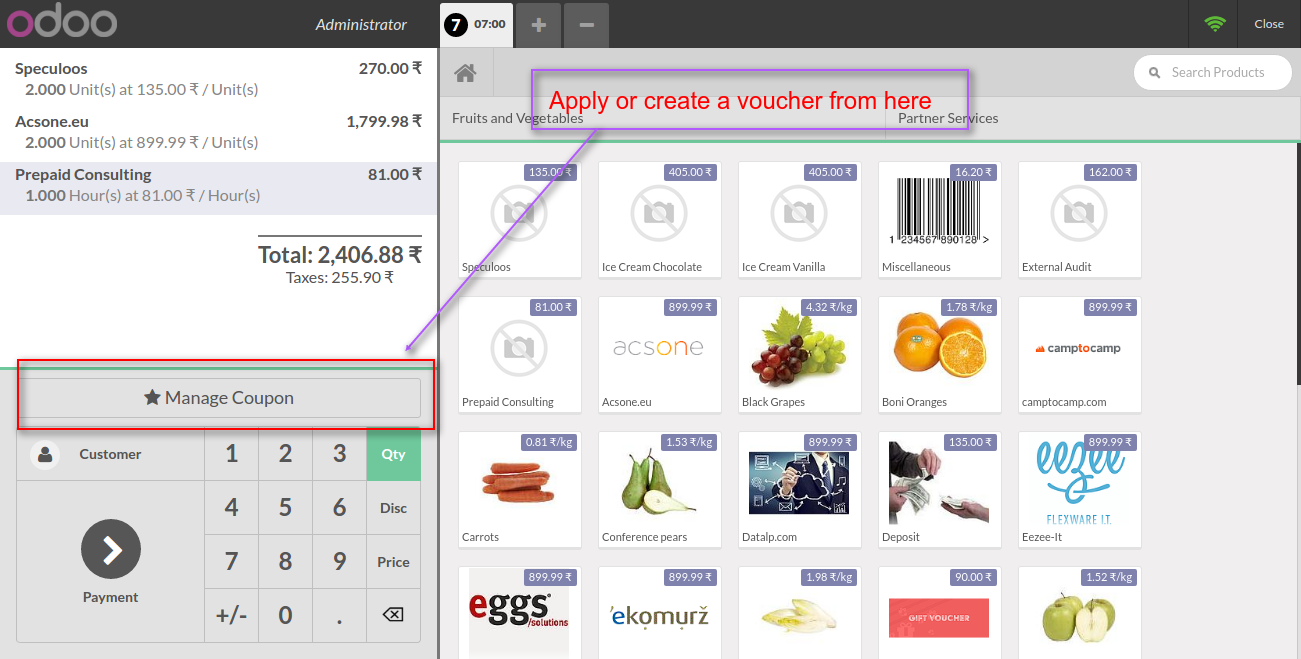 odoo
Administrator
7 07:00
Close
Speculoos 270.00 ₹
2.000 Unit(s) at 135.00 ₹ / Unit(s)
Acsone.eu 1,799.98 ₹
2.000 Unit(s) at 899.99 ₹ / Unit(s)
Prepaid Consulting 81.00 ₹
1.000 Hour(s) at 81.00 ₹ / Hour(s)
Total: 2,406.88 ₹
Taxes: 255.90 ₹
Manage Coupon
Customer
1 2 3 Qty
4 5 6 Disc
7 8 9 Price
+/- 0 .
Payment
Search Products
Apply or create a voucher from here
Fruits and Vegetables
Partner Services
135.00 ₹
Speculoos
405.00 ₹
Ice Cream Chocolate
405.00 ₹
Ice Cream Vanilla
16.20 ₹
1 234567 890128 >
Miscellaneous
162.00 ₹
External Audit
81.00 ₹
Prepaid Consulting
899.99 ₹
acsone
Acsone.eu
4.32 ₹/kg
Black Grapes
1.78 ₹/kg
Boni Oranges
899.99 ₹
camptocamp
camptocamp.com
0.81 ₹/kg
Carrots
1.53 ₹/kg
Conference pears
899.99 ₹
Datalp.com
135.00 ₹
Deposit
899.99 ₹
eezee
FLEXWARE I.T.
Eezee-It
899.99 ₹
eggs
/solutions
899.99 ₹
'ekomurž
1.98 ₹/kg
90.00 ₹
GIFT VOUCHER
1.52 ₹/kg